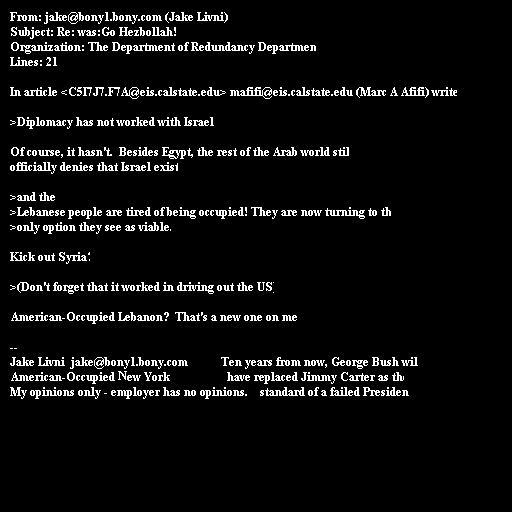 From: jake@bony1.bony.com (Jake Livni)
Subject: Re: was:Go Hezbollah!
Organization: The Department of Redundancy Departmen
Lines: 21
In article <C5I7J7.F7A@eis.calstate.edu> mafifi@eis.calstate.edu (Marc A Afifi) write
>Diplomacy has not worked with Israel
Of course, it hasn't.  Besides Egypt, the rest of the Arab world stil
officially denies that Israel exist
>and the
>Lebanese people are tired of being occupied! They are now turning to th
>only option they see as viable.
Kick out Syria?
>(Don't forget that it worked in driving out the US
American-Occupied Lebanon?  That's a new one on me
--
Jake Livni  jake@bony1.bony.com          Ten years from now, George Bush wil
American-Occupied New York                 have replaced Jimmy Carter as th
My opinions only - employer has no opinions.    standard of a failed Presiden